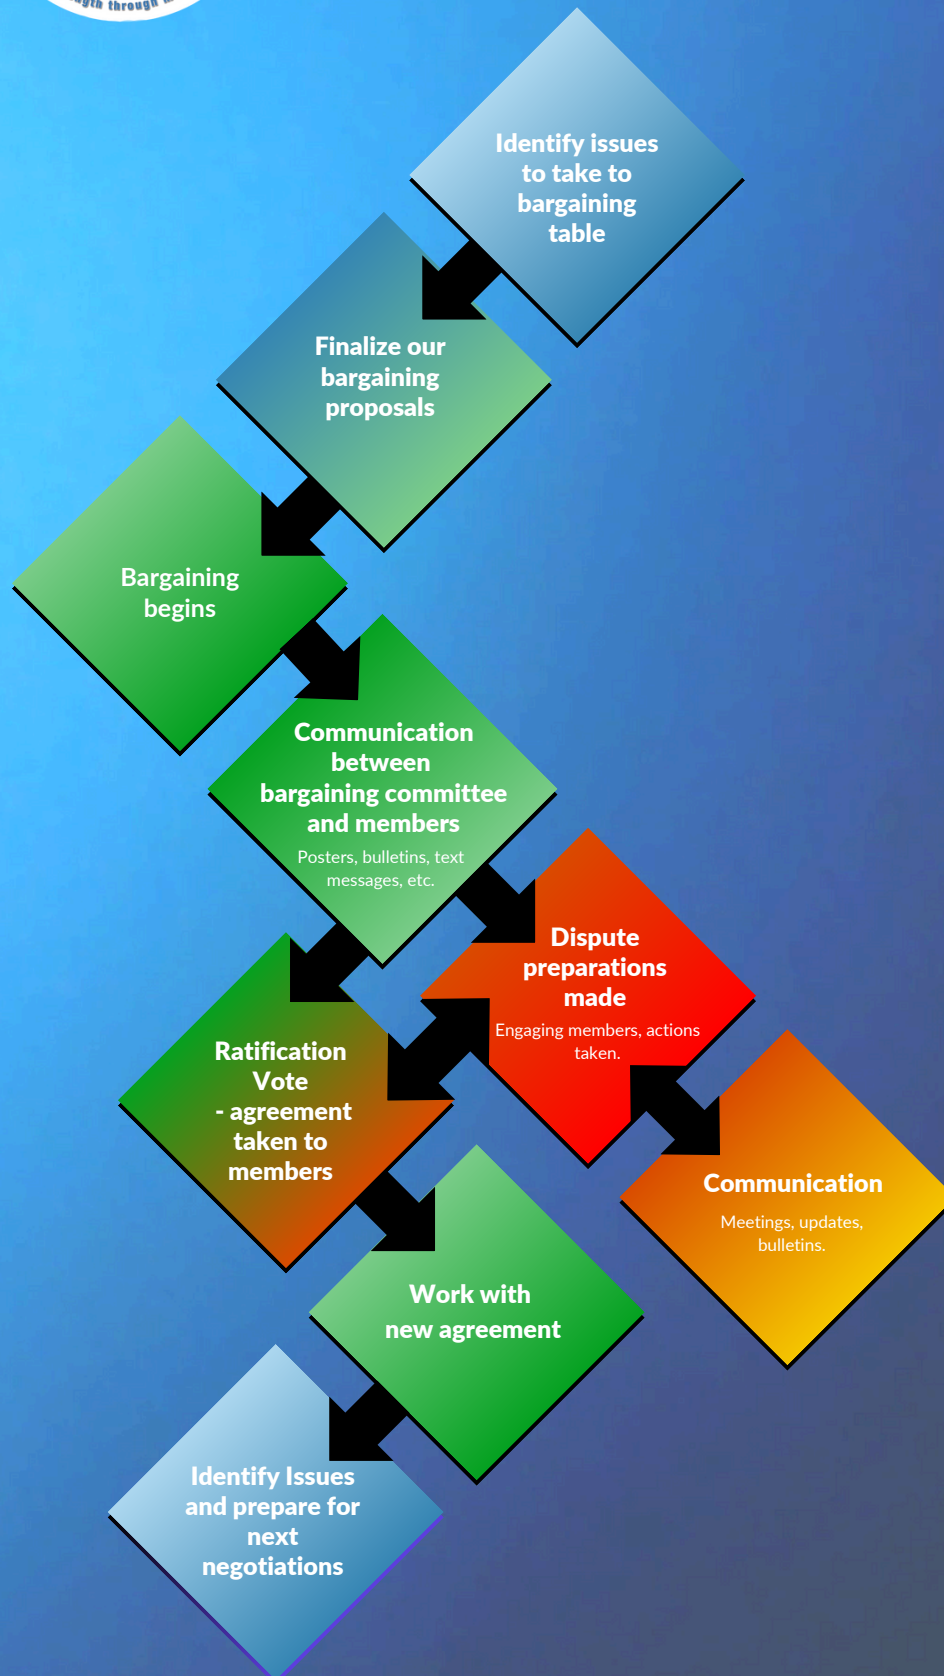 through
Identify issues
to take to
bargaining
table
Finalize our
bargaining
proposals
Bargaining
begins
Communication
between
bargaining committee
and members
Posters, bulletins, text
messages, etc.
Dispute
preparations
made
Engaging members, actions
taken.
Ratification
Vote
- agreement
taken to
members
Communication
Meetings, updates,
bulletins.
Work with
new agreement
Identify Issues
and prepare for
next
negotiations